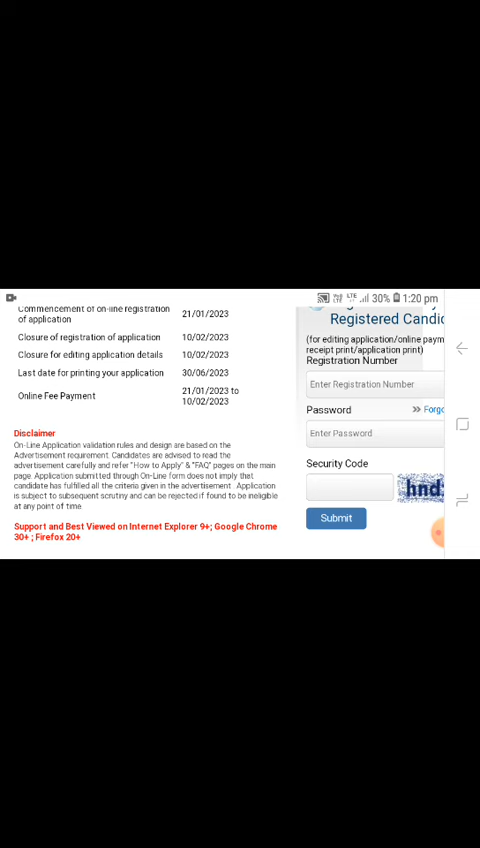 LTE 30% 1:20 pm
Commencement of on-line registration
of application
21/01/2023
Closure of registration of application 10/02/2023
Closure for editing application details 10/02/2023
Last date for printing your application 30/06/2023
Online Fee Payment
21/01/2023 to
10/02/2023
Disclaimer
On-Line Application validation rules and design are based on the
Advertisement requirement. Candidates are advised to read the
advertisement carefully and refer "How to Apply" & "FAQ" pages on the main
page. Application submitted through On-Line form does not imply that
candidate has fulfilled all the criteria given in the advertisement Application
is subject to subsequent scrutiny and can be rejected if found to be ineligible
at any point of time.
Support and Best Viewed on Internet Explorer 9+; Google Chrome
30+ ; Firefox 20+
Registered Candic
(for editing application/online paym
receipt print/application print)
Registration Number
Enter Registration Number
Password Forgo
Enter Password
Security Code
hnd
Submit